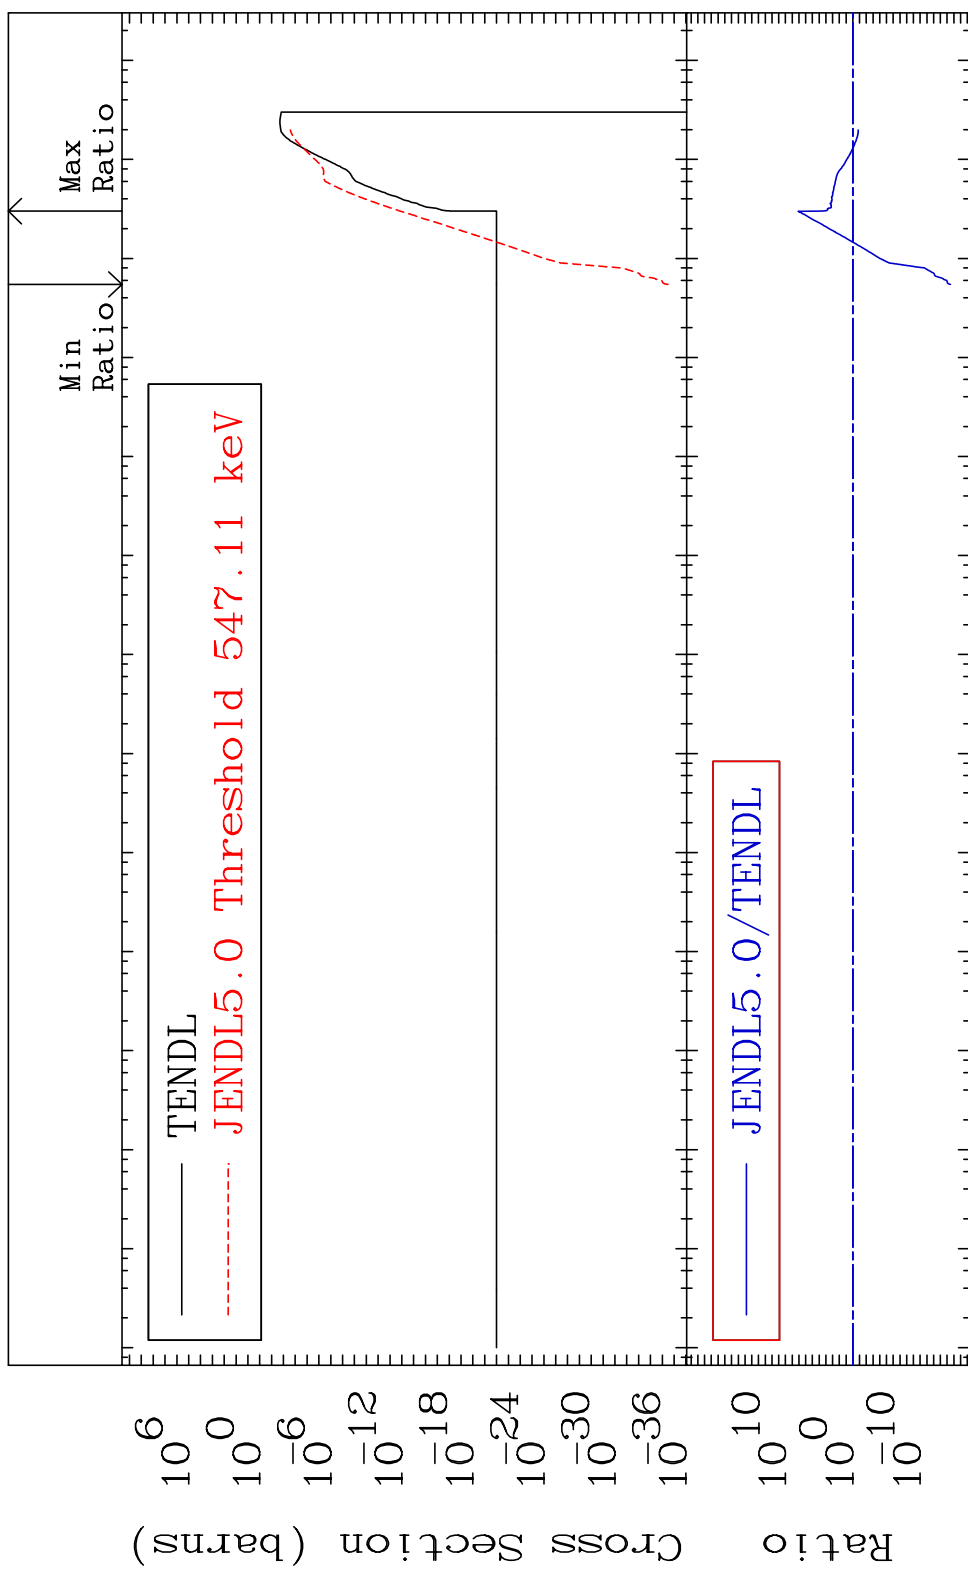 Max
Ratio
Min
Ratio
TENDL
JENDL5.0 Threshold 547.11 keV
JENDL5.0/TENDL
10^6
10^0
10^-6
10^-12
10^-18
10^-24
10^-30
10^-36
10^10
10^0
10^-10
Cross Section (barns)
Ratio